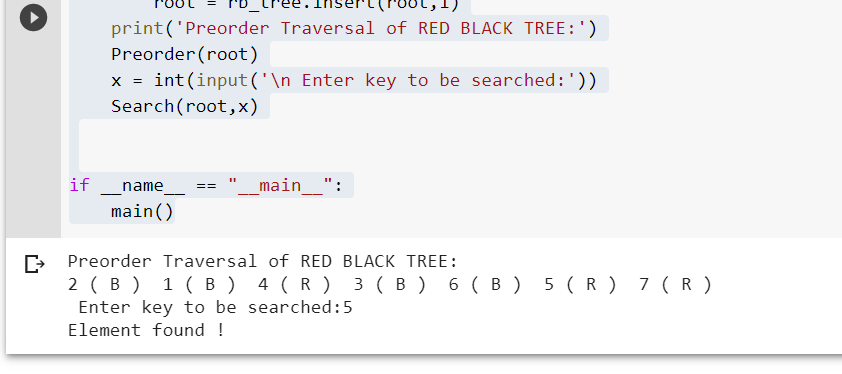 root = rb_tree.insert(root,i)
print('Preorder Traversal of RED BLACK TREE:')
Preorder(root)
x = int(input('\n Enter key to be searched:'))
Search(root,x)
if __name__ == "__main__":
main()
Preorder Traversal of RED BLACK TREE:
2 ( B ) 1 ( B ) 4 ( R ) 3 ( B ) 6 ( B ) 5 ( R ) 7 ( R )
Enter key to be searched:5
Element found !